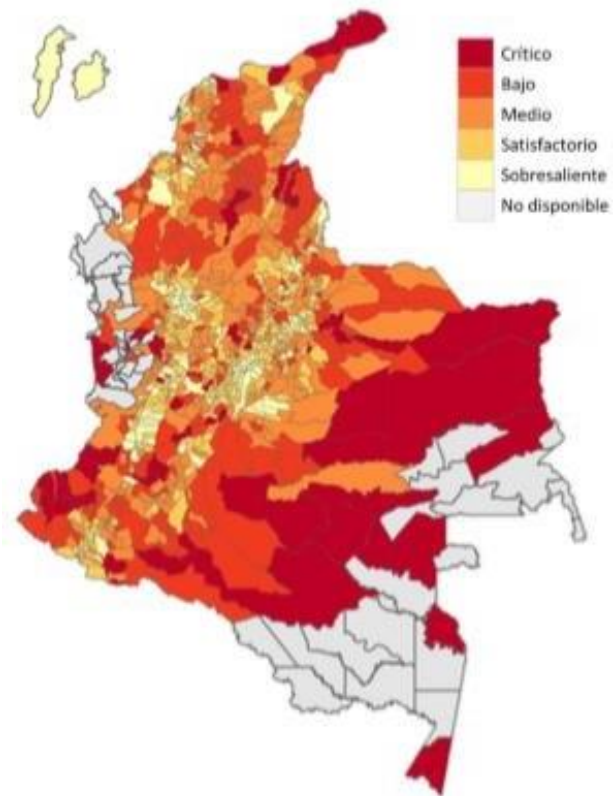 Crítico
Bajo
Medio
Satisfactorio
Sobresaliente
No disponible